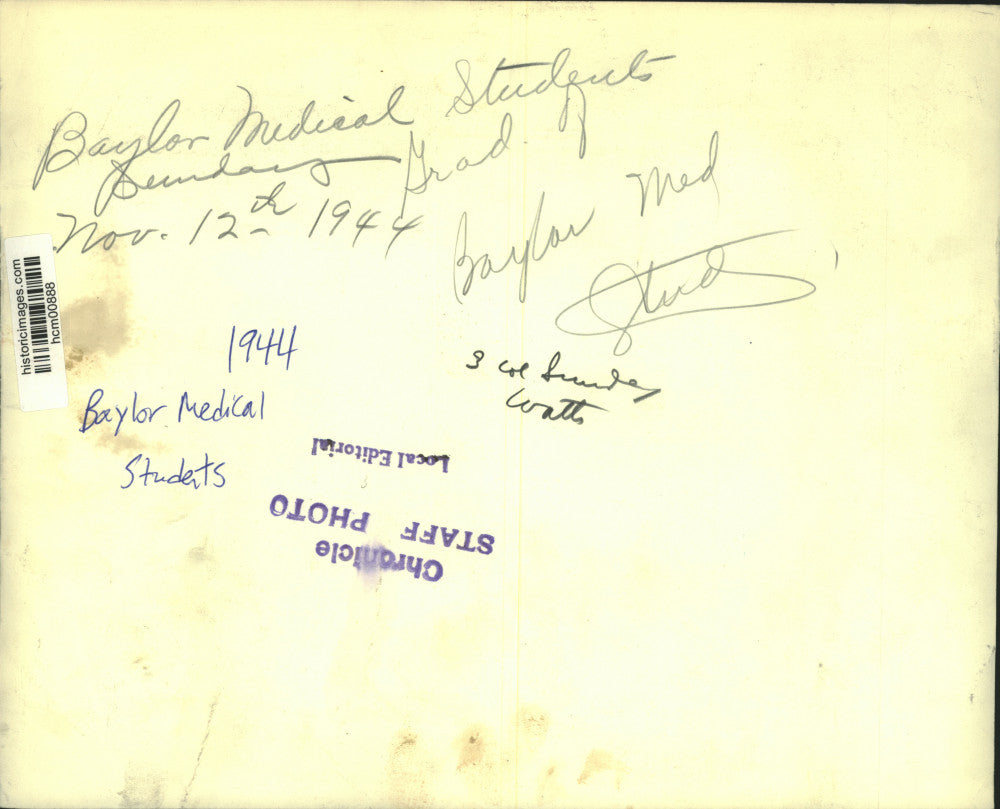 Baylor Medical Students
Sunday
Nov. 12th 1944
Grad. of
Baylor Med
Stud
historicimages.com
hcm00888
1944
Baylor Medical
Students
3 col Sunday
Watts
Chronicle
STAFF PHOTO
Local Editorial